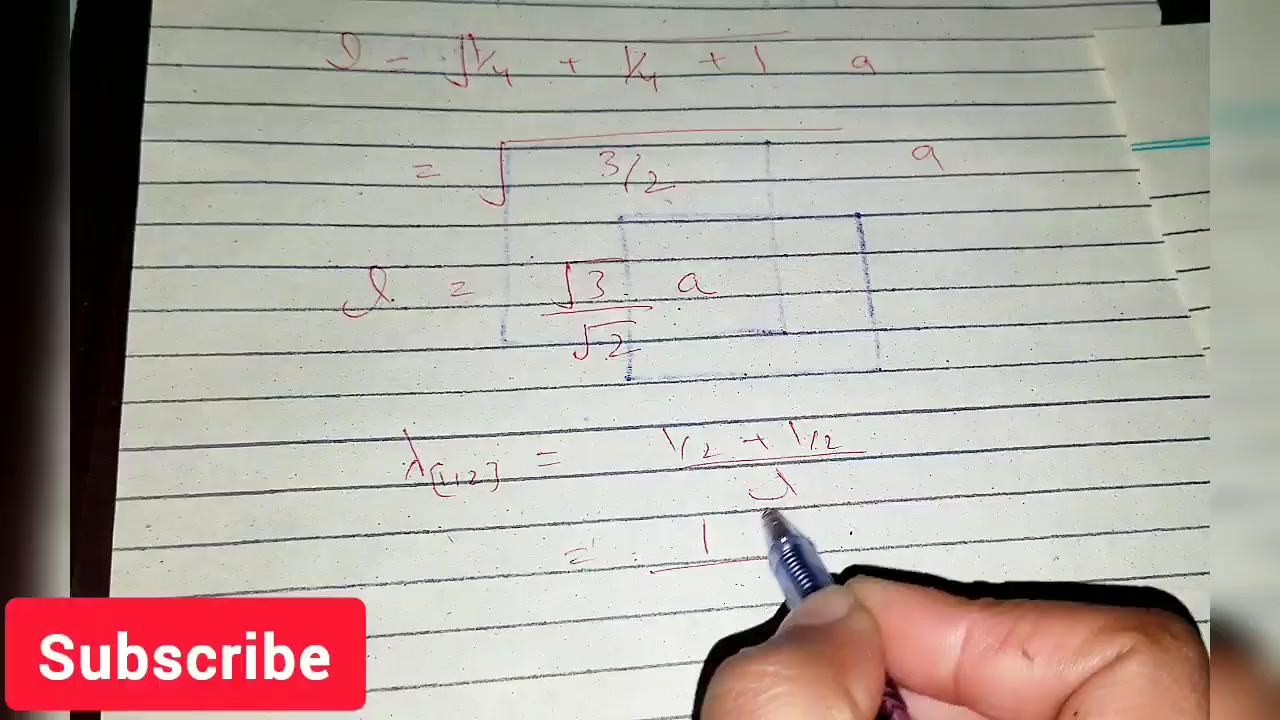 l = √1/4 + 1/4 + 1 a
= √3/2 a
l = √3/√2 a
λ[112] = 1/2 + 1/2 / l
= 1
Subscribe